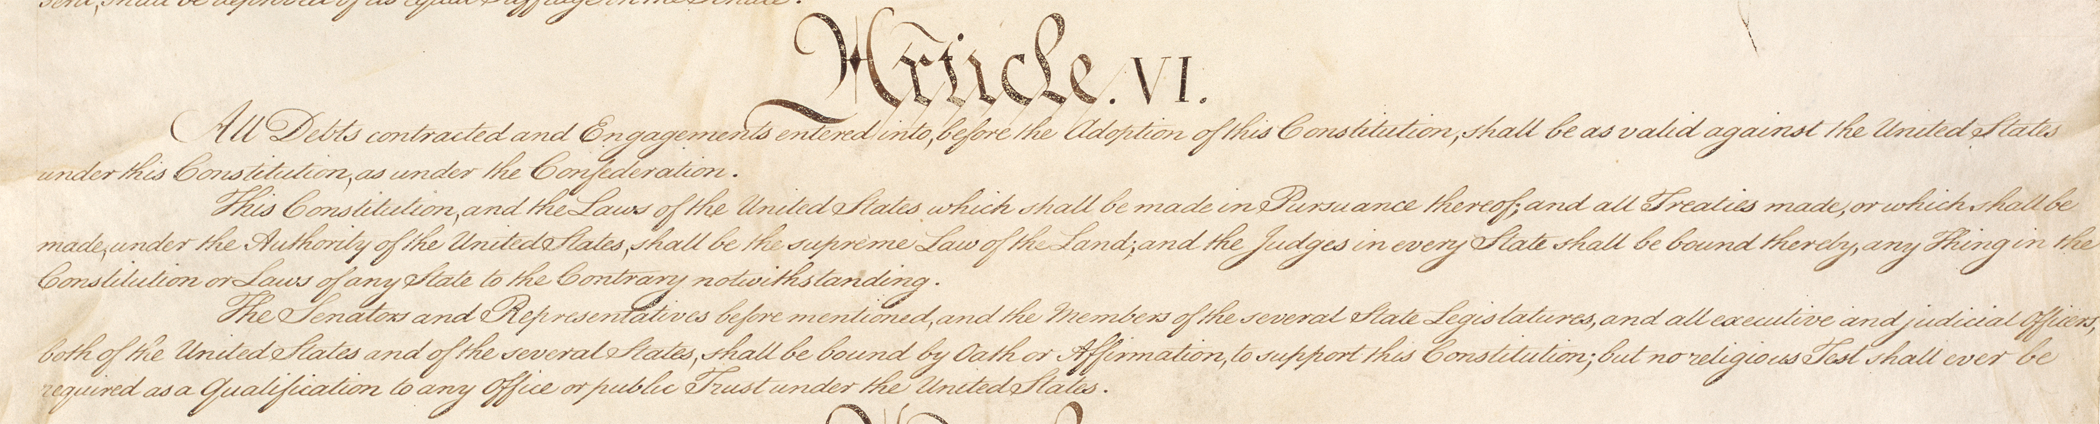 sent, shall be deprived of its equal Suffrage in the Senate.
Article. VI.
All Debts contracted and Engagements entered into, before the Adoption of this Constitution, shall be as valid against the United States
under this Constitution, as under the Confederation.
This Constitution, and the Laws of the United States which shall be made in Pursuance thereof; and all Treaties made, or which shall be
made, under the Authority of the United States, shall be the supreme Law of the Land; and the Judges in every State shall be bound thereby, any Thing in the
Constitution or Laws of any State to the Contrary notwithstanding.
The Senators and Representatives before mentioned, and the Members of the several State Legislatures, and all executive and judicial Officers,
both of the United States and of the several States, shall be bound by Oath or Affirmation, to support this Constitution; but no religious Test shall ever be
required as a Qualification to any Office or public Trust under the United States.